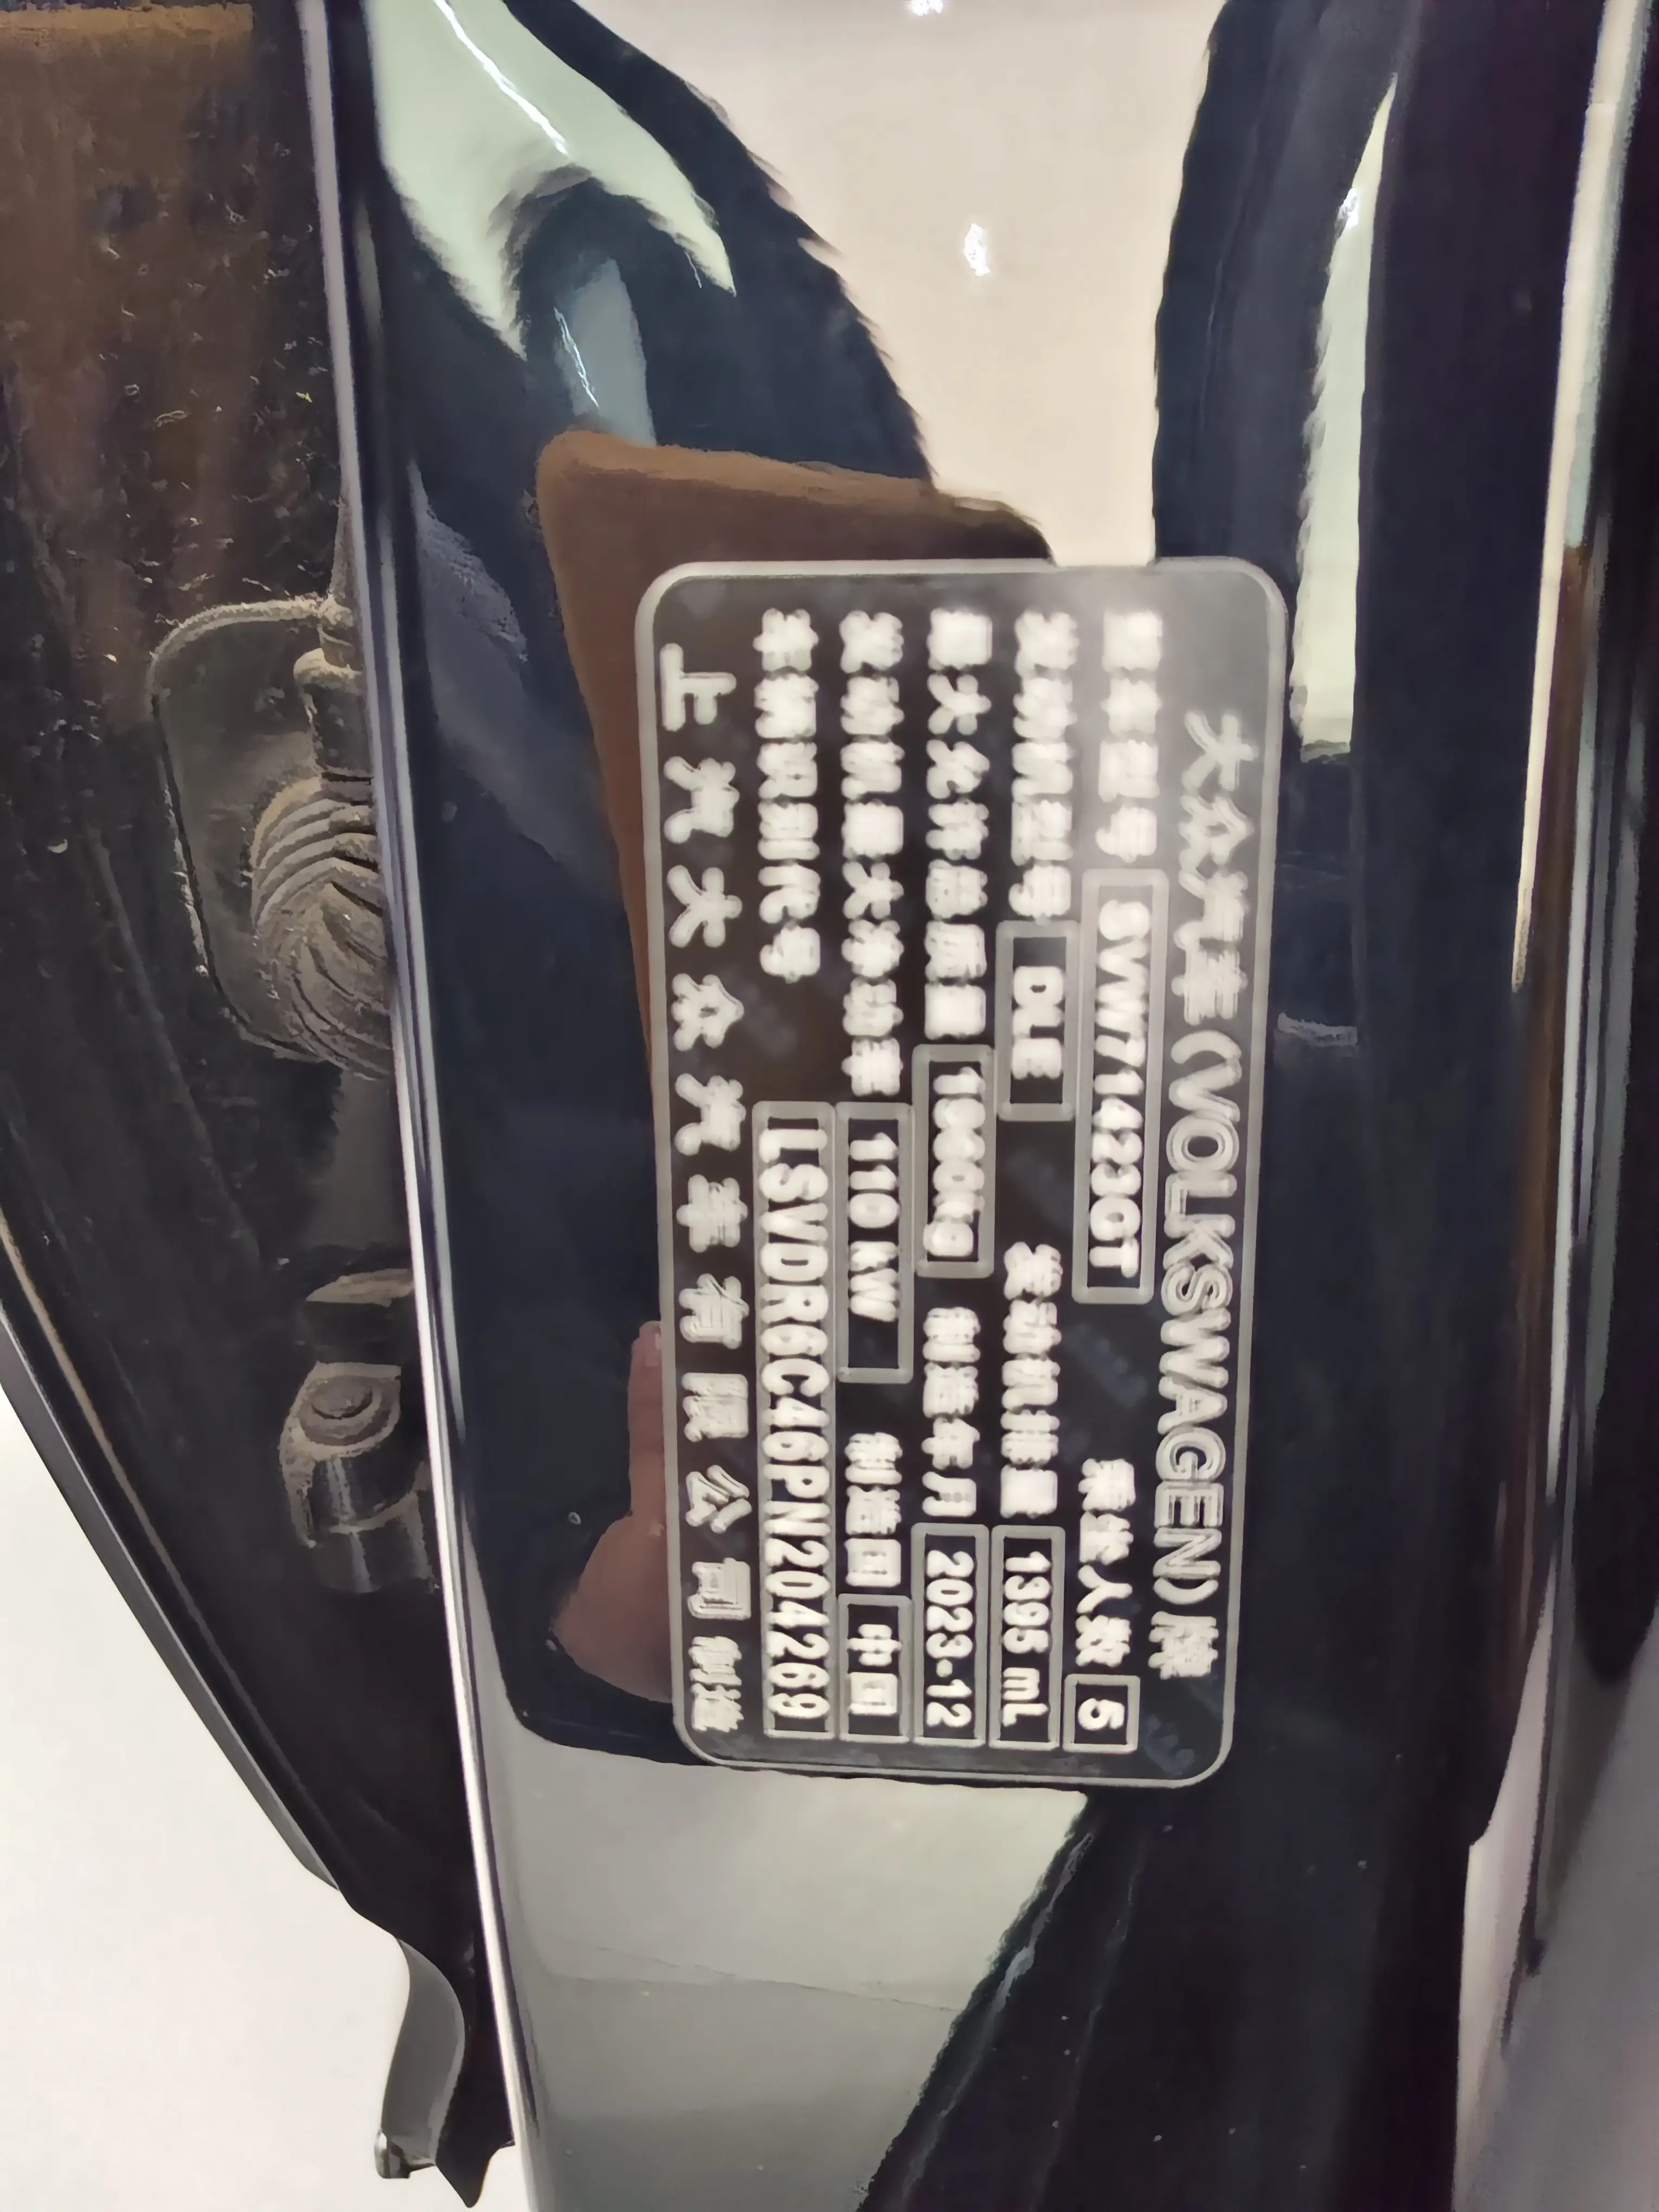 大众汽车(VOLKSWAGEN)牌
整车型号 SVW71423GT 乘坐人数 5
发动机型号 DLE 发动机排量 1395 mL
最大允许总质量 制造年月 2023-12
发动机最大净功率 110 kW 制造国 中国
车辆识别代号 LSVDR6C46PN204269
上汽大众汽车有限公司 制造